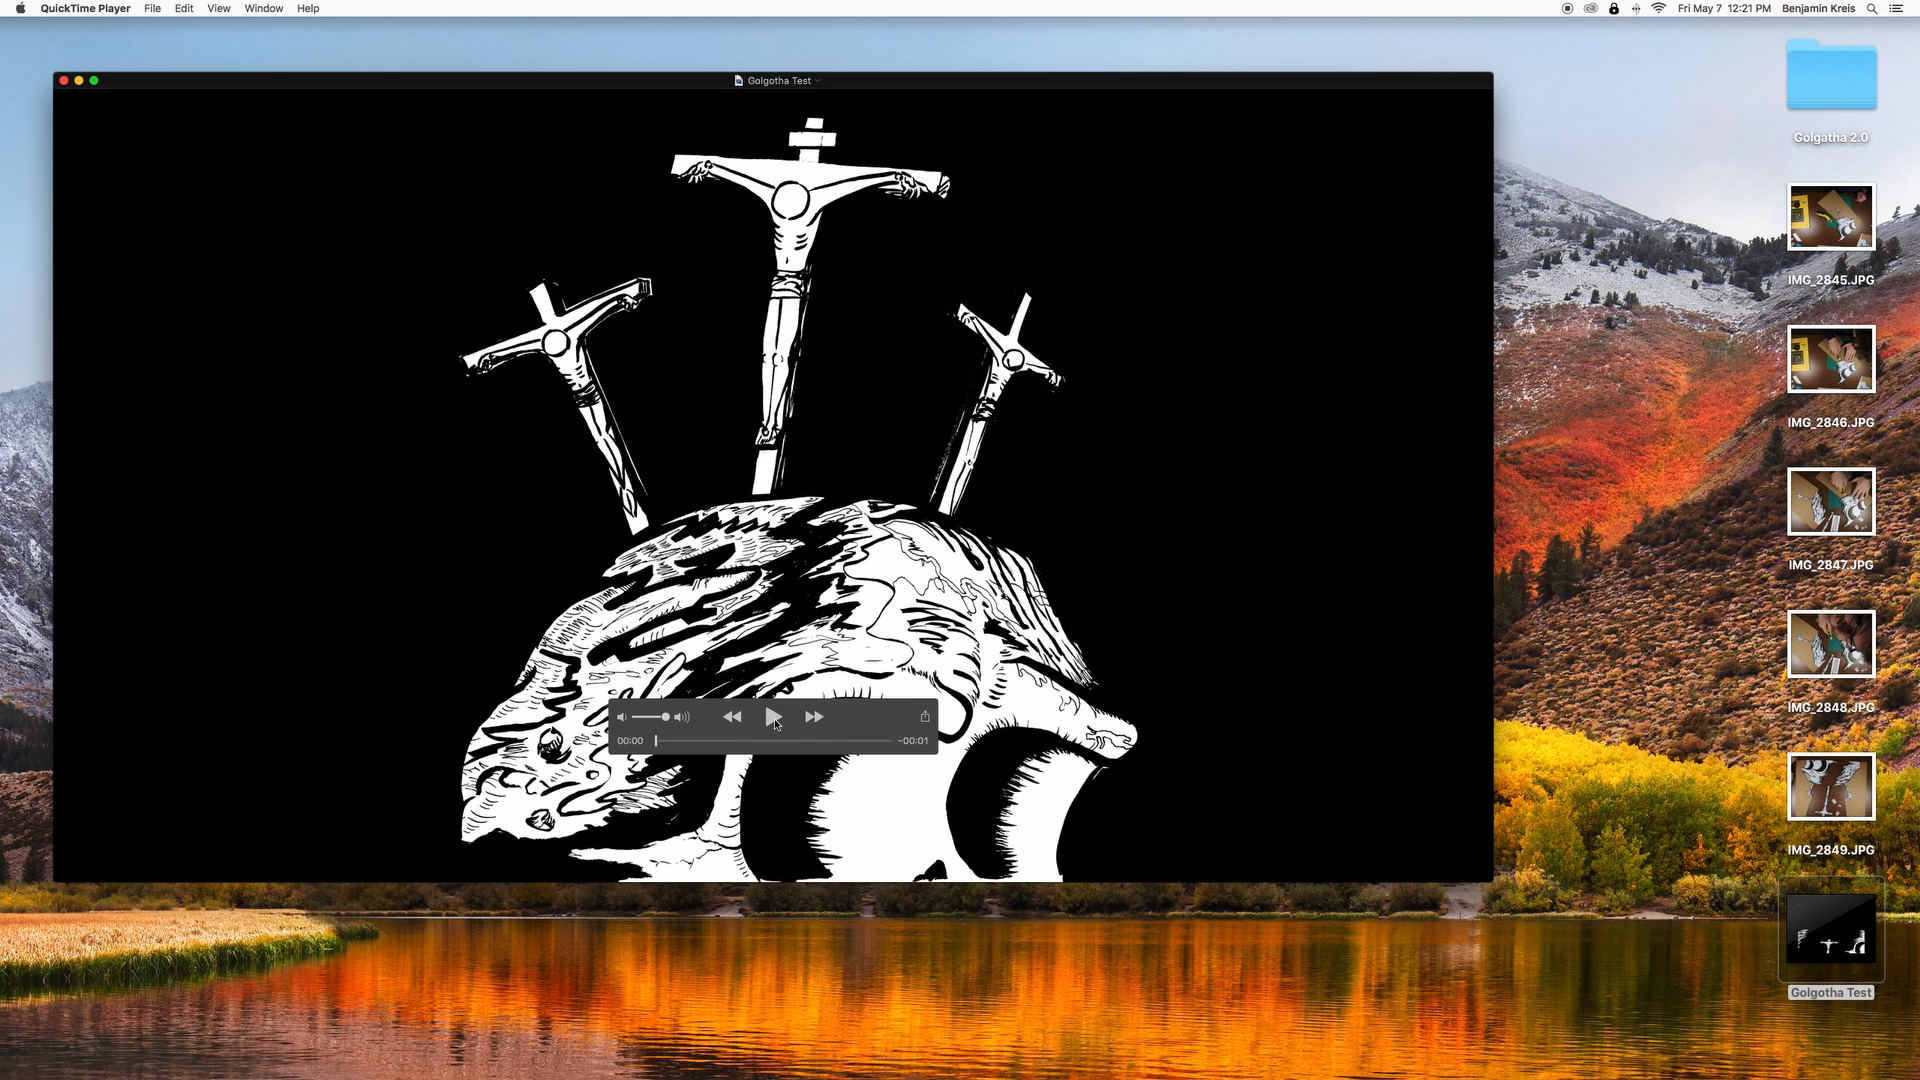 QuickTime Player File Edit View Window Help Fri May 7 12:21 PM Benjamin Kreis
Golgotha Test
Golgatha 2.0
IMG_2845.JPG
IMG_2846.JPG
IMG_2847.JPG
IMG_2848.JPG
00:00 -00:01
IMG_2849.JPG
Golgotha Test